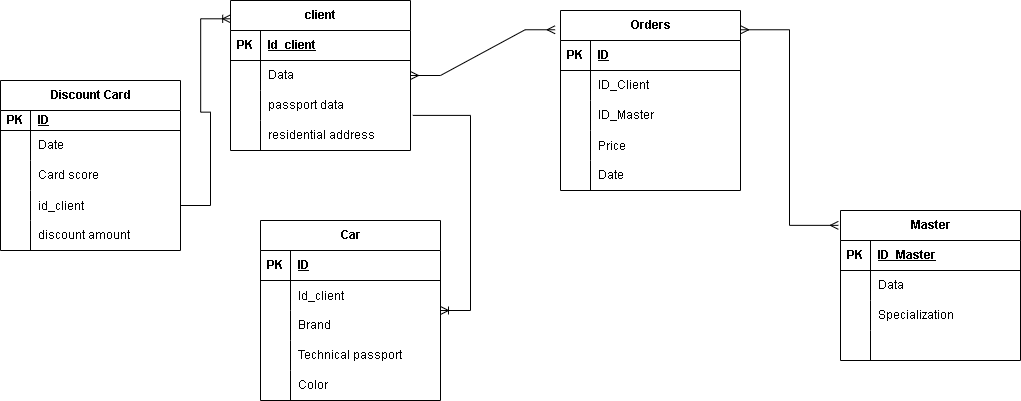 client
PK Id_client
Data
passport data
residential address
Orders
PK ID
ID_Client
ID_Master
Price
Date
Discount Card
PK ID
Date
Card score
id_client
discount amount
Car
PK ID
Id_client
Brand
Technical passport
Color
Master
PK ID_Master
Data
Specialization